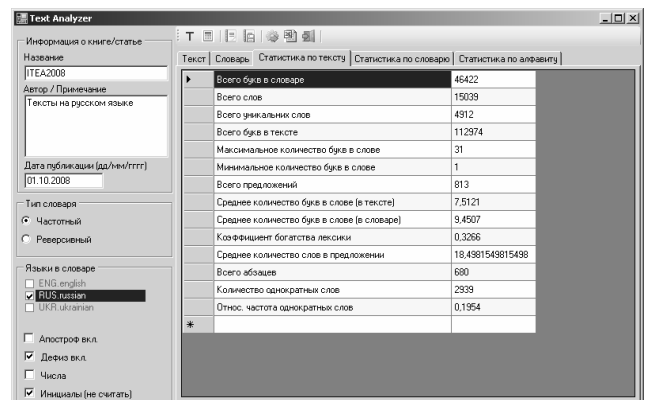 Text Analyzer
Информация о книге/статье
Название
ITEA2008
Автор / Примечание
Тексты на русском языке
Дата публикации (дд/мм/гггг)
01.10.2008
Тип словаря
Частотный
Реверсивный
Языки в словаре
ENG.english
RUS.russian
UKR.ukrainian
Апостроф вкл.
Дефиз вкл.
Числа
Инициалы (не считать)
Текст Словарь Статистика по тексту Статистика по словарю Статистика по алфавиту
Всего букв в словаре 46422
Всего слов 15039
Всего уникальних слов 4912
Всего букв в тексте 112974
Максимальное количество букв в слове 31
Минимальное количество букв в слове 1
Всего предложений 813
Среднее количество букв в слове (в тексте) 7,5121
Среднее количество букв в слове (в словаре) 9,4507
Коэффициент богатства лексики 0,3266
Среднее количество слов в предложении 18,4981549815498
Всего абзацев 680
Количество однократных слов 2939
Относ. частота однократных слов 0,1954